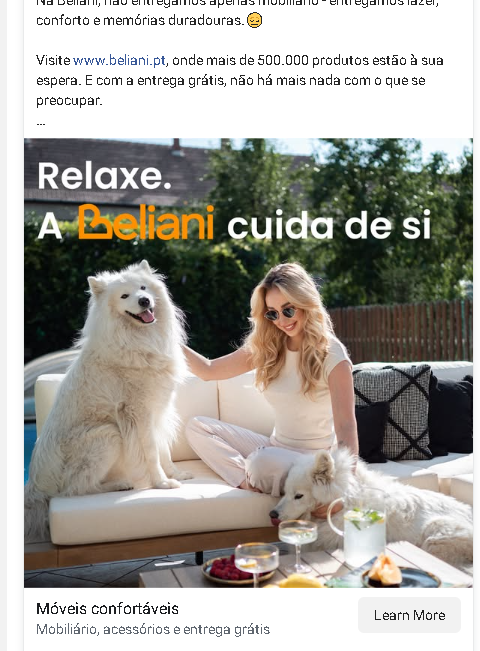 Na Beliani, não entregamos apenas mobiliário - entregamos lazer,
conforto e memórias duradouras.😌
Visite www.beliani.pt, onde mais de 500.000 produtos estão à sua
espera. E com a entrega grátis, não há mais nada com o que se
preocupar.
...
Relaxe.
A Beliani cuida de si
Móveis confortáveis
Mobiliário, acessórios e entrega grátis
Learn More